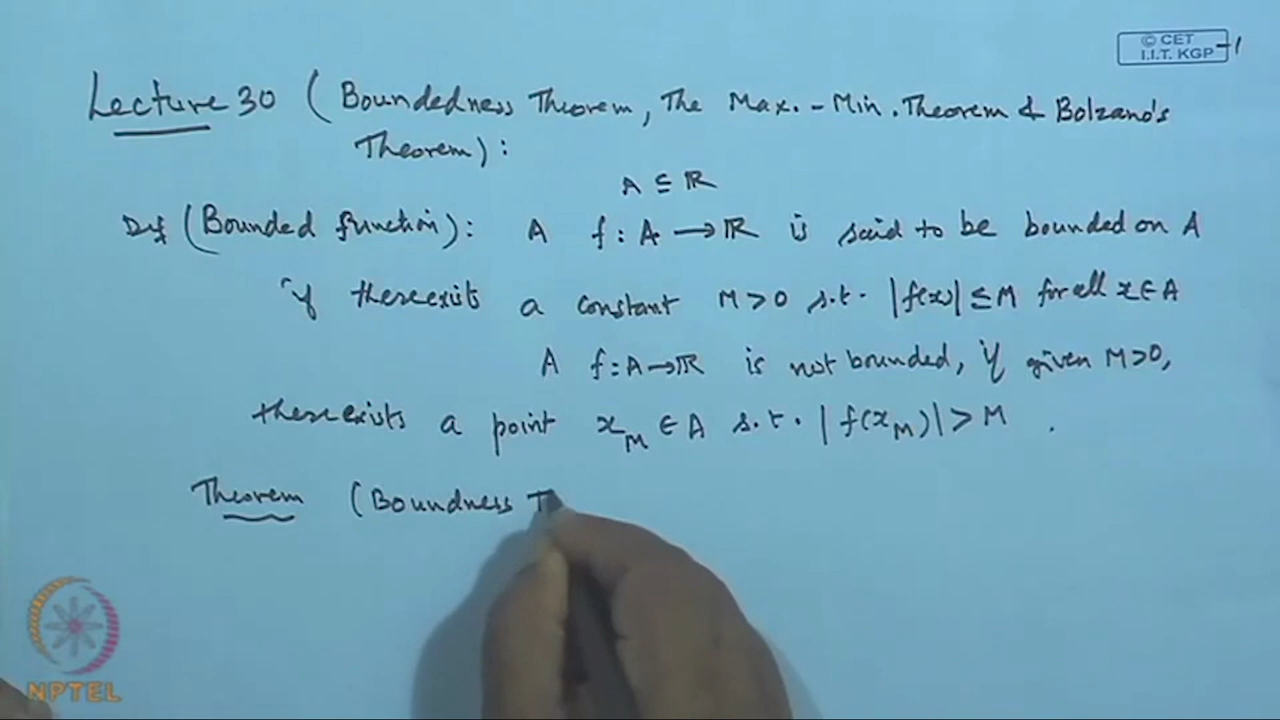 © CET
I.I.T. KGP -1
Lecture 30 (Boundedness Theorem, The Max. - Min. Theorem & Bolzano's
Theorem):
A ⊆ ℝ
Def (Bounded function): A f : A → ℝ is said to be bounded on A
if there exists a constant M > 0 s.t. |f(x)| ≤ M for all x ∈ A
A f : A → ℝ is not bounded, if given M > 0,
there exists a point x_M ∈ A s.t. |f(x_M)| > M .
Theorem (Boundness T
NPTEL